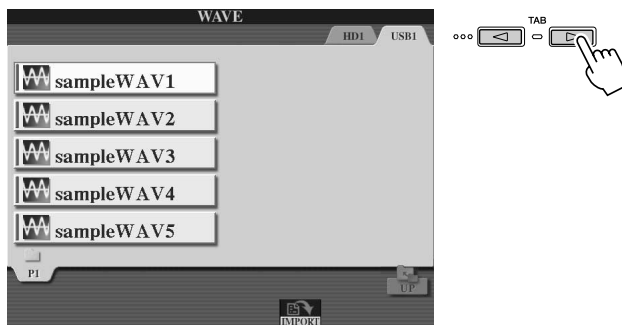 WAVE
HD1 USB1
TAB
sampleWAV1
sampleWAV2
sampleWAV3
sampleWAV4
sampleWAV5
P1
UP
IMPORT